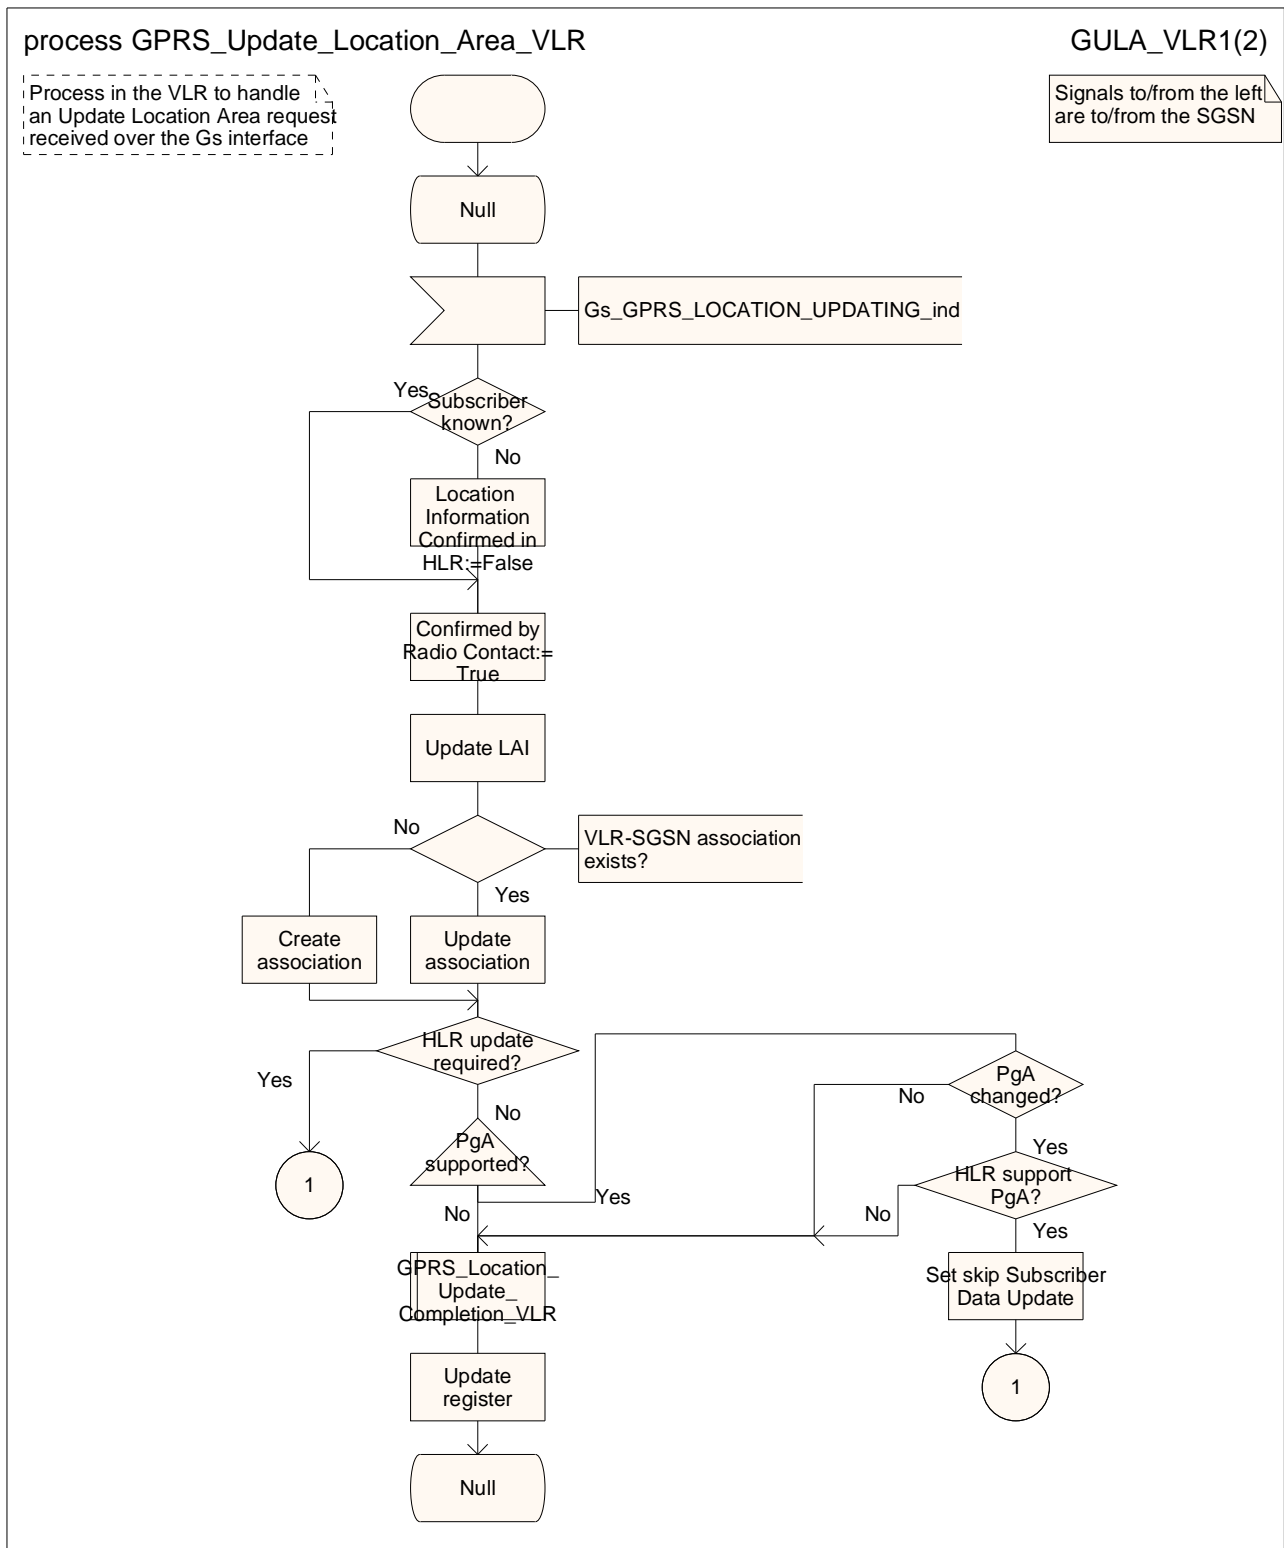 process GPRS_Update_Location_Area_VLR
GULA_VLR1(2)
Process in the VLR to handle
an Update Location Area request
received over the Gs interface
Signals to/from the left
are to/from the SGSN
Null
Gs_GPRS_LOCATION_UPDATING_ind
Yes
Subscriber
known?
No
Location
Information
Confirmed in
HLR:=False
Confirmed by
Radio Contact:=
True
Update LAI
No
VLR-SGSN association
exists?
Yes
Create
association
Update
association
HLR update
required?
Yes
No
PgA
changed?
No
Yes
PgA
supported?
1
Yes
HLR support
PgA?
No
No
Yes
GPRS_Location_
Update_
Completion_VLR
Set skip Subscriber
Data Update
Update
register
1
Null